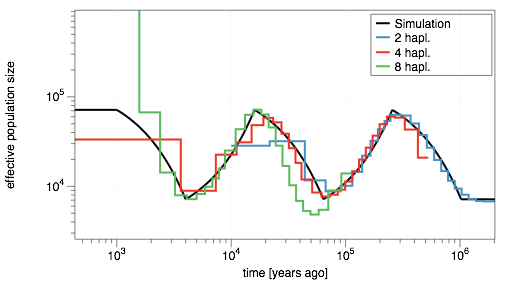 Simulation
2 hapl.
4 hapl.
8 hapl.
effective population size
10^5
10^4
10^3 10^4 10^5 10^6
time [years ago]